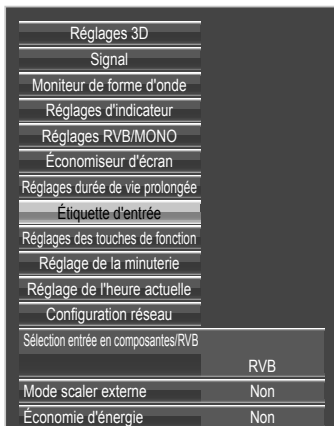 Réglages 3D
Signal
Moniteur de forme d'onde
Réglages d'indicateur
Réglages RVB/MONO
Économiseur d'écran
Réglages durée de vie prolongée
Étiquette d'entrée
Réglages des touches de fonction
Réglage de la minuterie
Réglage de l'heure actuelle
Configuration réseau
Sélection entrée en composantes/RVB
RVB
Mode scaler externe Non
Économie d'énergie Non